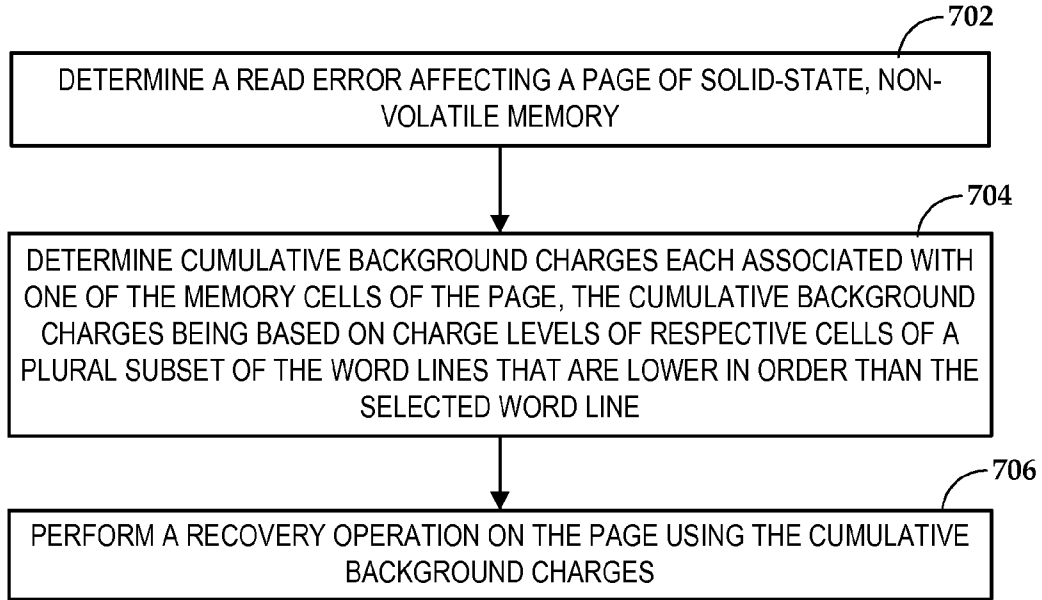 702
DETERMINE A READ ERROR AFFECTING A PAGE OF SOLID-STATE, NON-
VOLATILE MEMORY
704
DETERMINE CUMULATIVE BACKGROUND CHARGES EACH ASSOCIATED WITH
ONE OF THE MEMORY CELLS OF THE PAGE, THE CUMULATIVE BACKGROUND
CHARGES BEING BASED ON CHARGE LEVELS OF RESPECTIVE CELLS OF A
PLURAL SUBSET OF THE WORD LINES THAT ARE LOWER IN ORDER THAN THE
SELECTED WORD LINE
706
PERFORM A RECOVERY OPERATION ON THE PAGE USING THE CUMULATIVE
BACKGROUND CHARGES